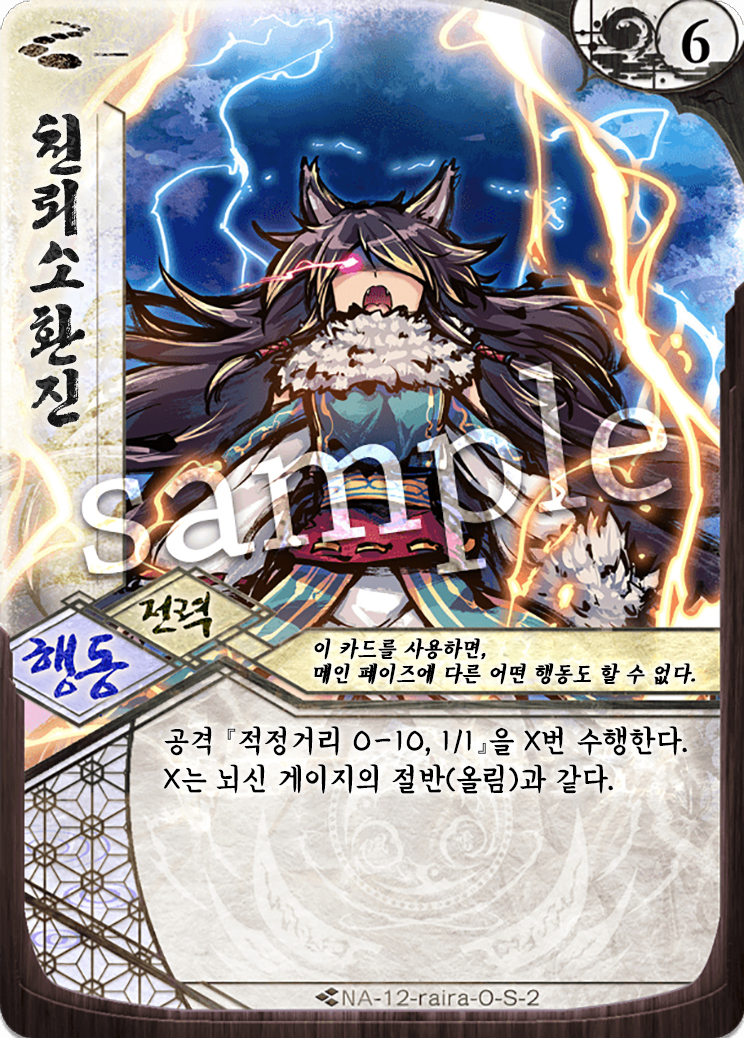 6
천뢰소환진
sample
전력
행동
이 카드를 사용하면,
메인 페이즈에 다른 어떤 행동도 할 수 없다.
공격 『적정거리 0-10, 1/1』을 X번 수행한다.
X는 뇌신 게이지의 절반(올림)과 같다.
NA-12-raira-O-S-2